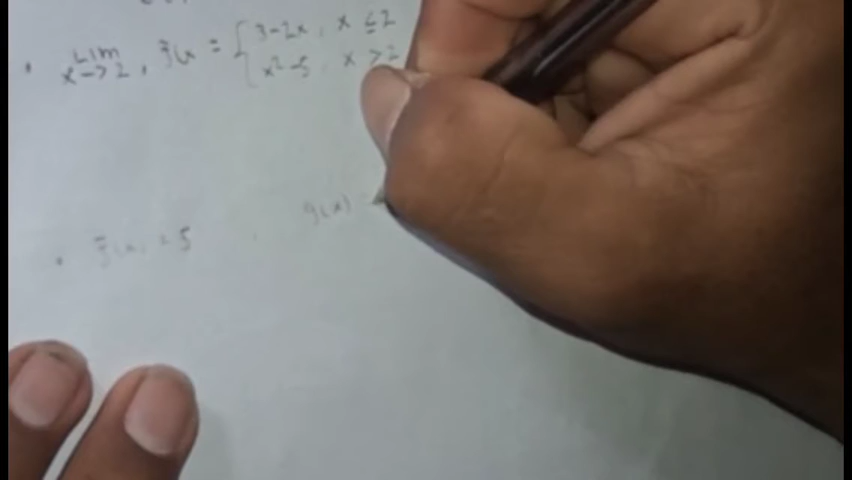 . Lim x->2 , f(x = { 3-2x , x ≤ 2
x² -5 , x > 2
. f(x) = 5 g(x)